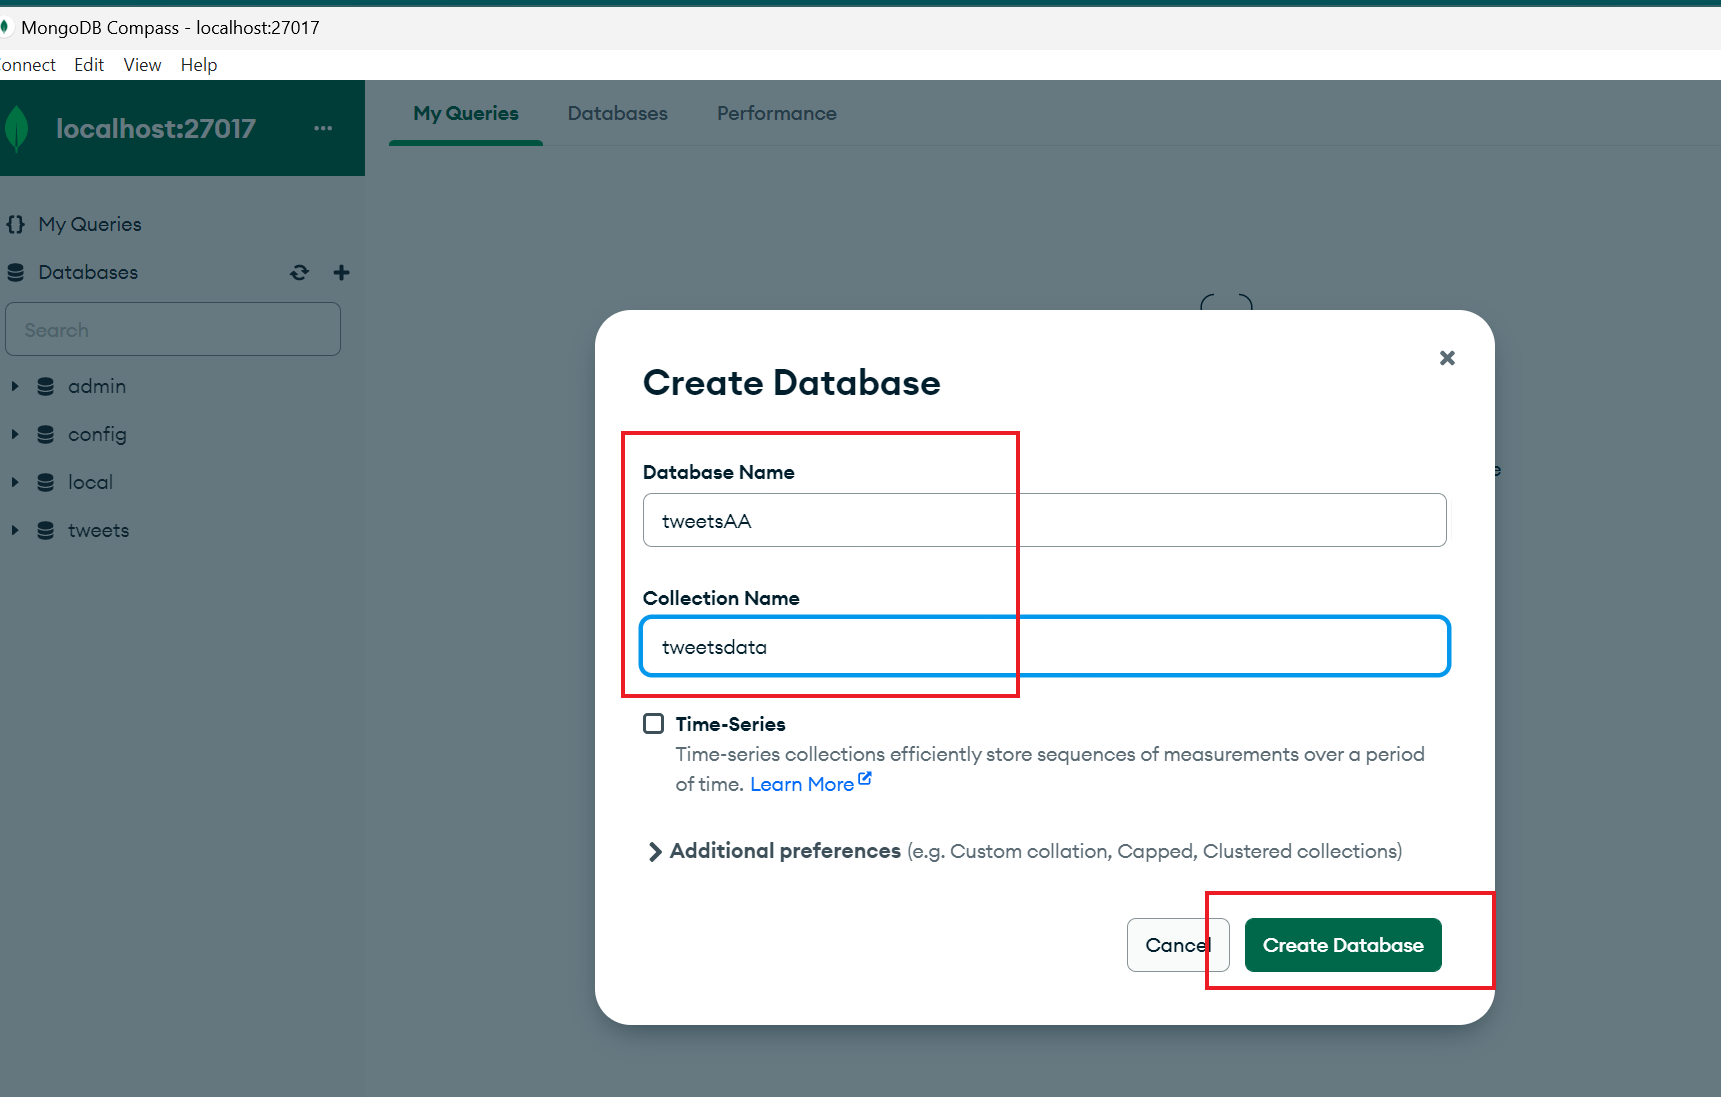 MongoDB Compass - localhost:27017
onnect Edit View Help
localhost:27017 ...
My Queries Databases Performance
{} My Queries
Databases
Search
admin
config
local
tweets
Create Database
Database Name
tweetsAA
Collection Name
tweetsdata
Time-Series
Time-series collections efficiently store sequences of measurements over a period
of time. Learn More
Additional preferences (e.g. Custom collation, Capped, Clustered collections)
Cancel Create Database